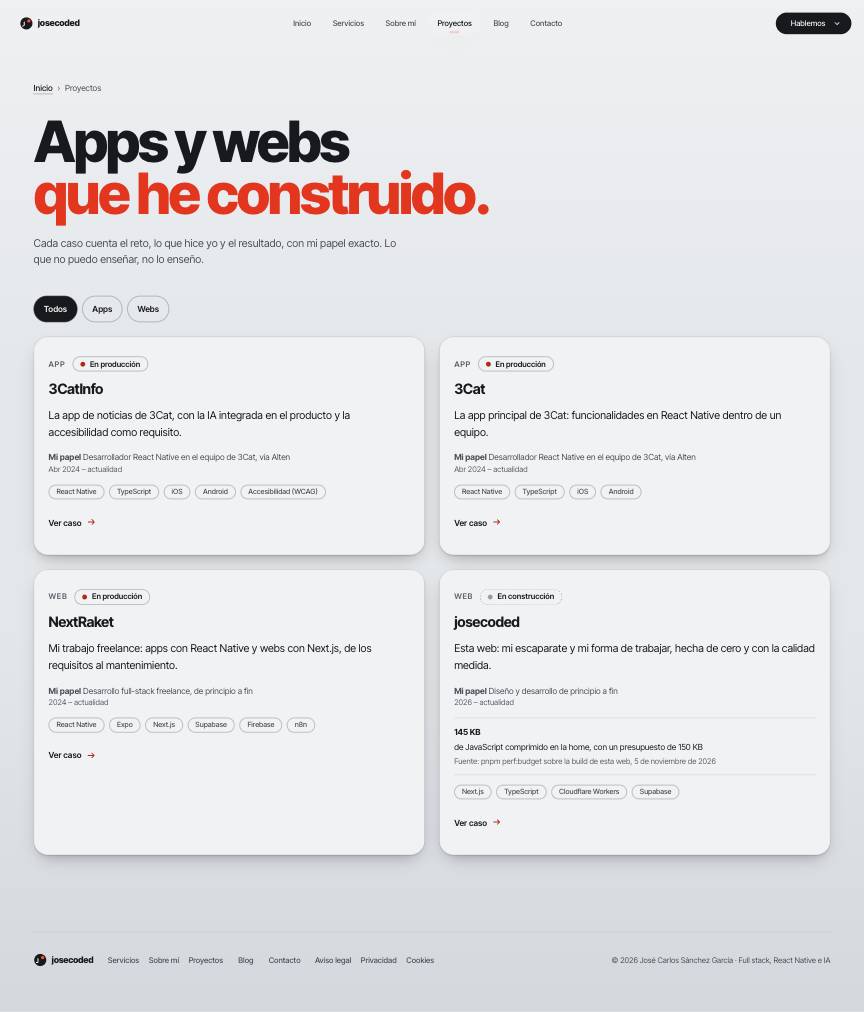 josecoded
Inicio Servicios Sobre mí Proyectos Blog Contacto
Hablemos
Inicio › Proyectos
Apps y webs
que he construido.
Cada caso cuenta el reto, lo que hice yo y el resultado, con mi papel exacto. Lo
que no puedo enseñar, no lo enseño.
Todos Apps Webs
APP En producción
3CatInfo
La app de noticias de 3Cat, con la IA integrada en el producto y la
accesibilidad como requisito.
Mi papel Desarrollador React Native en el equipo de 3Cat, vía Alten
Abr 2024 – actualidad
React Native TypeScript iOS Android Accesibilidad (WCAG)
Ver caso →
APP En producción
3Cat
La app principal de 3Cat: funcionalidades en React Native dentro de un
equipo.
Mi papel Desarrollador React Native en el equipo de 3Cat, vía Alten
Abr 2024 – actualidad
React Native TypeScript iOS Android
Ver caso →
WEB En producción
NextRaket
Mi trabajo freelance: apps con React Native y webs con Next.js, de los
requisitos al mantenimiento.
Mi papel Desarrollo full-stack freelance, de principio a fin
2024 – actualidad
React Native Expo Next.js Supabase Firebase n8n
Ver caso →
WEB En construcción
josecoded
Esta web: mi escaparate y mi forma de trabajar, hecha de cero y con la calidad
medida.
Mi papel Diseño y desarrollo de principio a fin
2026 – actualidad
145 KB
de JavaScript comprimido en la home, con un presupuesto de 150 KB
Fuente: pnpm perf:budget sobre la build de esta web, 5 de noviembre de 2026
Next.js TypeScript Cloudflare Workers Supabase
Ver caso →
josecoded Servicios Sobre mí Proyectos Blog Contacto Aviso legal Privacidad Cookies
© 2026 José Carlos Sánchez García · Full stack, React Native e IA